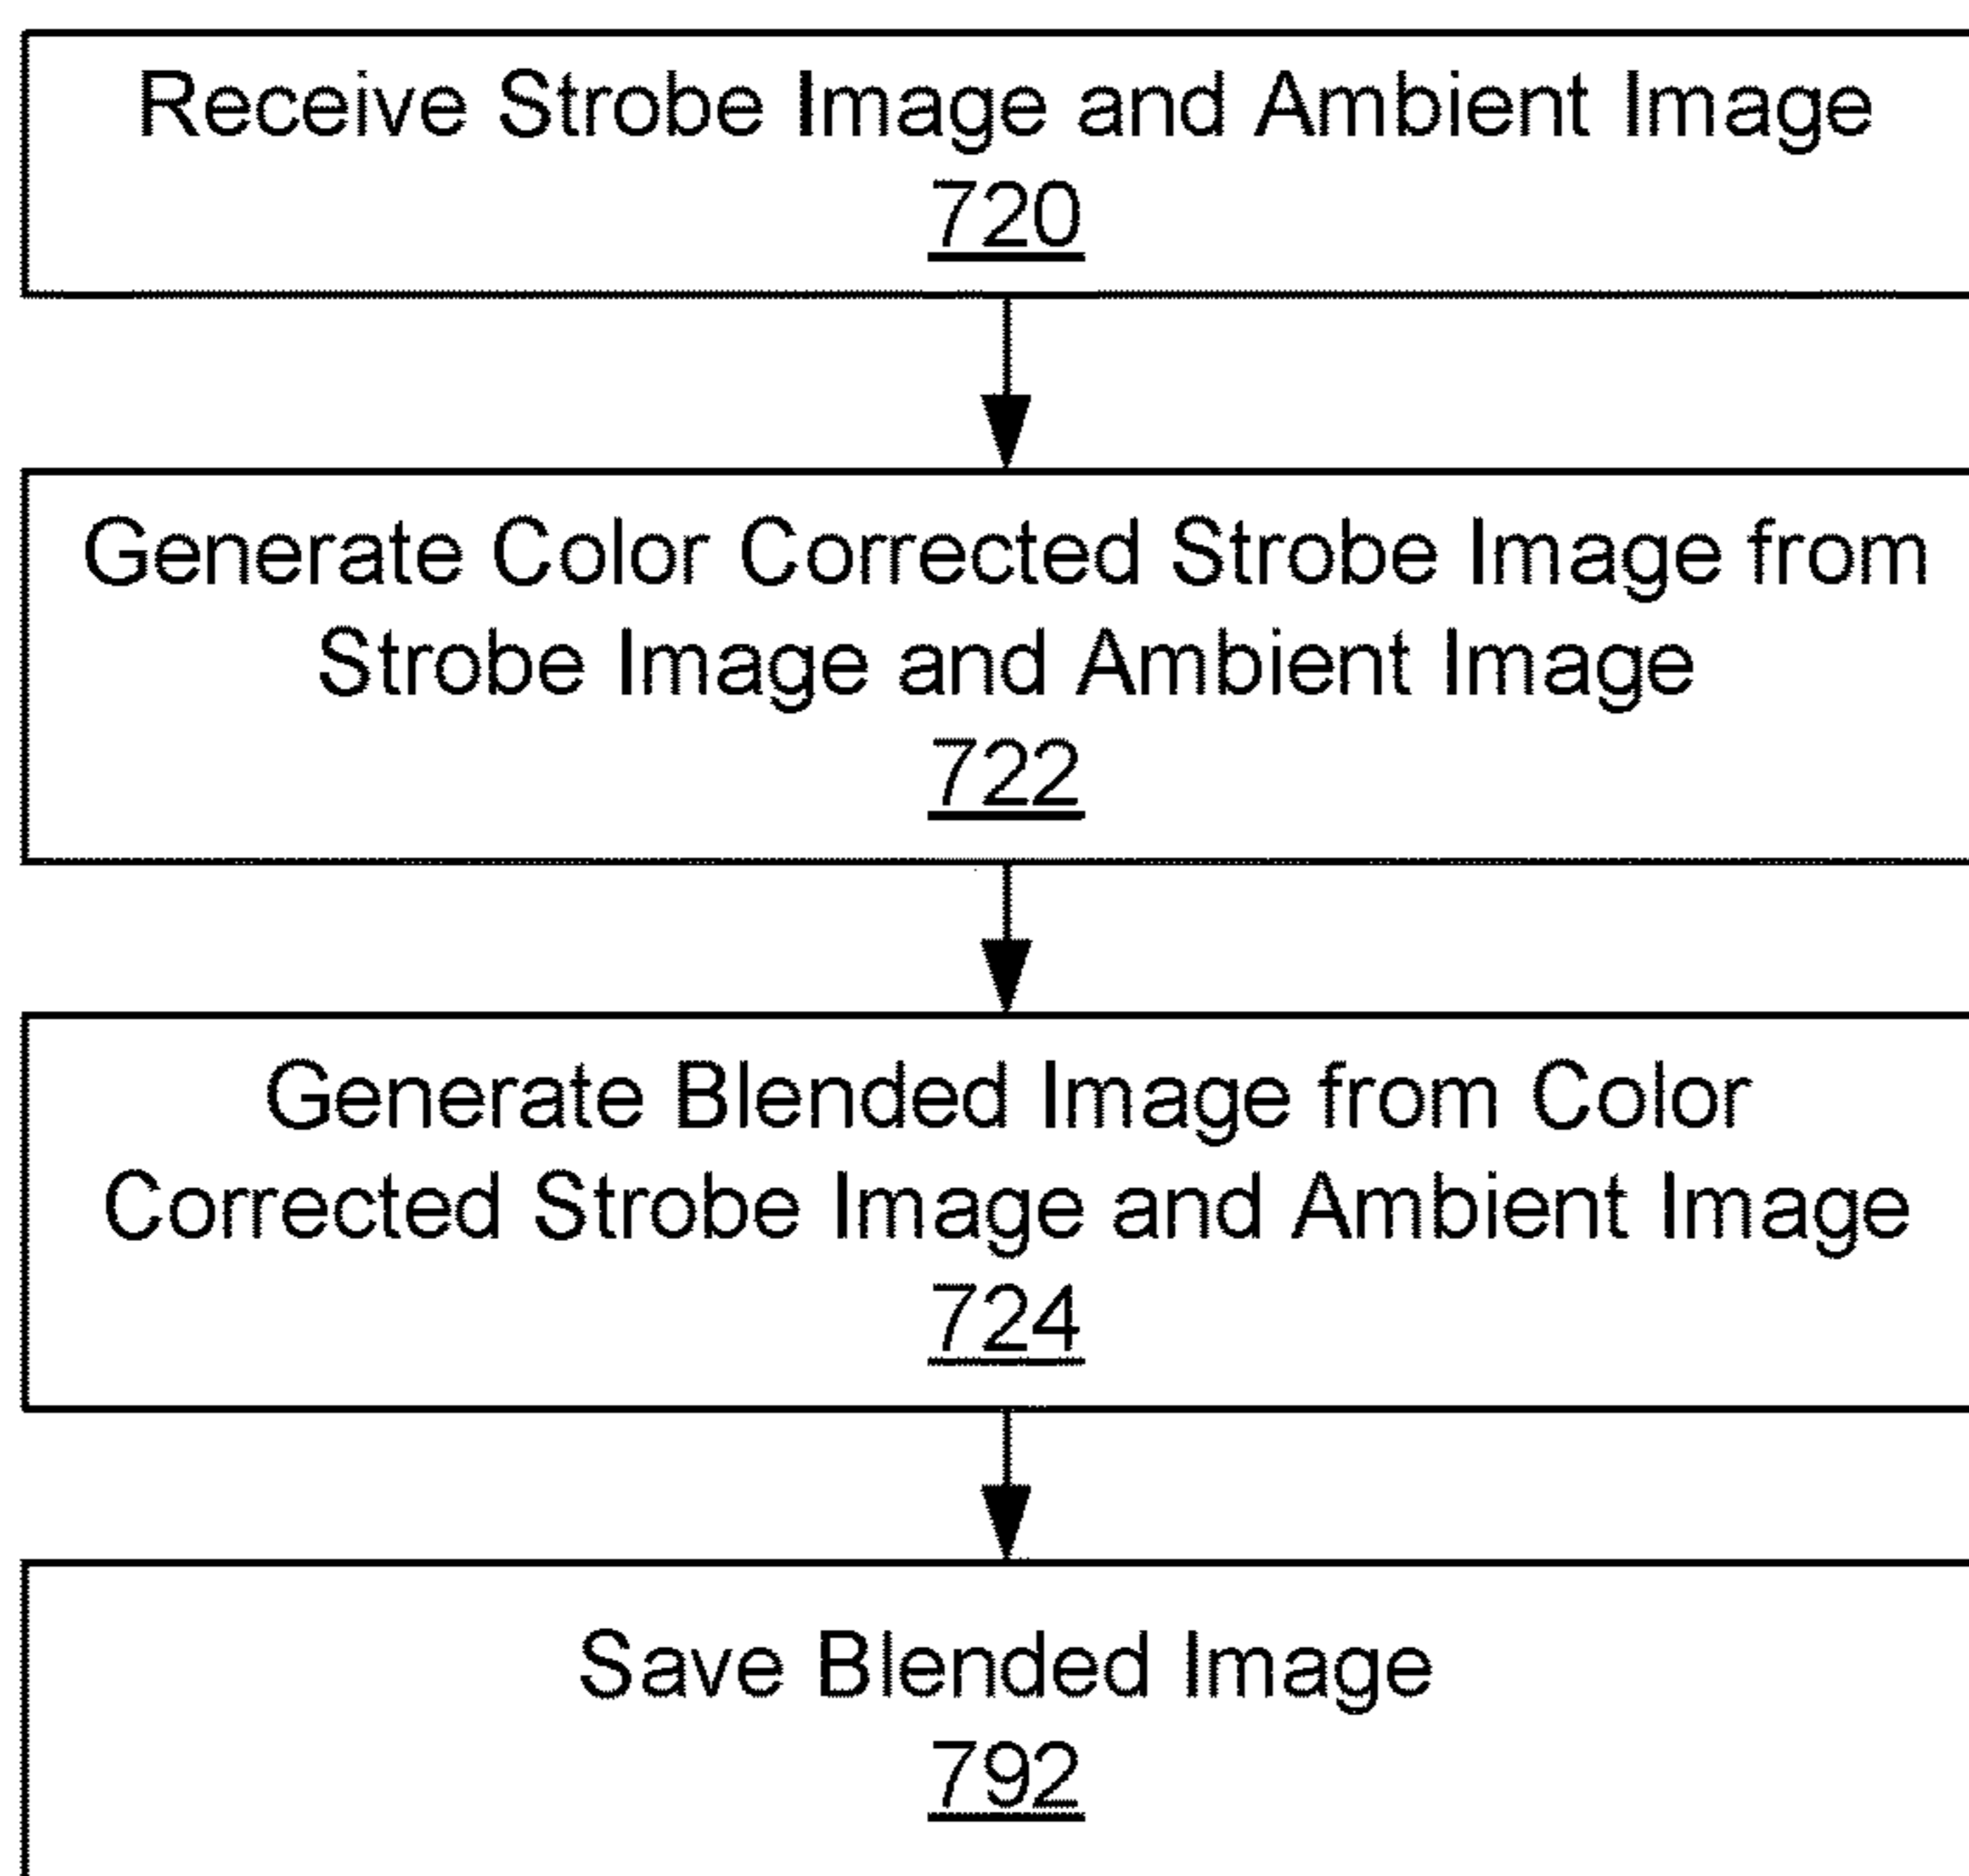 Receive Strobe Image and Ambient Image
720
Generate Color Corrected Strobe Image from
Strobe Image and Ambient Image
722
Generate Blended Image from Color
Corrected Strobe Image and Ambient Image
724
Save Blended Image
792